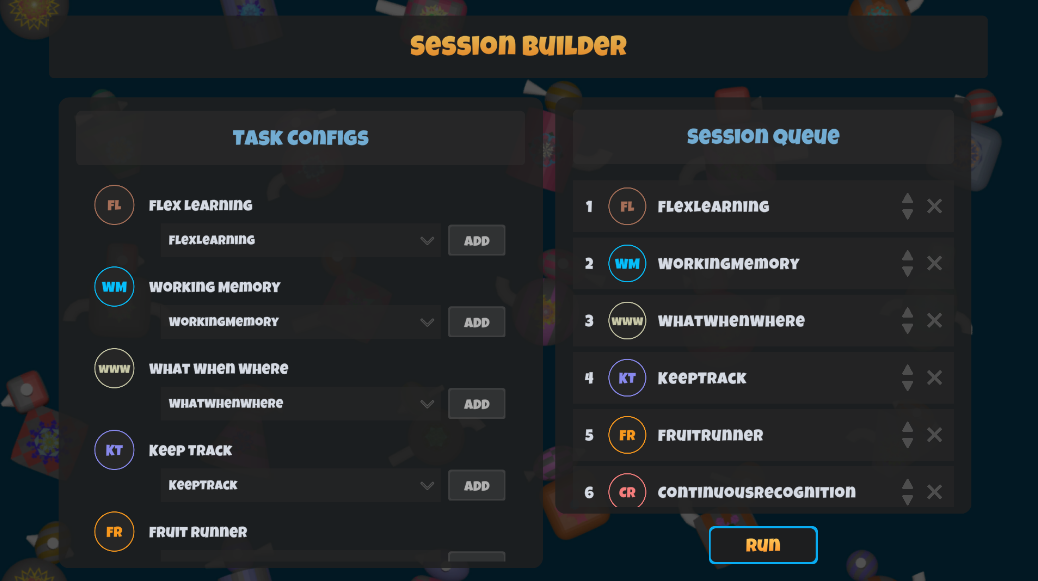 Session Builder
Task Configs
FL Flex Learning
FlexLearning ADD
WM Working Memory
WorkingMemory ADD
WWW What When Where
WhatWhenWhere ADD
KT Keep Track
KeepTrack ADD
FR Fruit Runner
Session Queue
1 FL FlexLearning
2 WM WorkingMemory
3 WWW WhatWhenWhere
4 KT KeepTrack
5 FR FruitRunner
6 CR ContinuousRecognition
Run